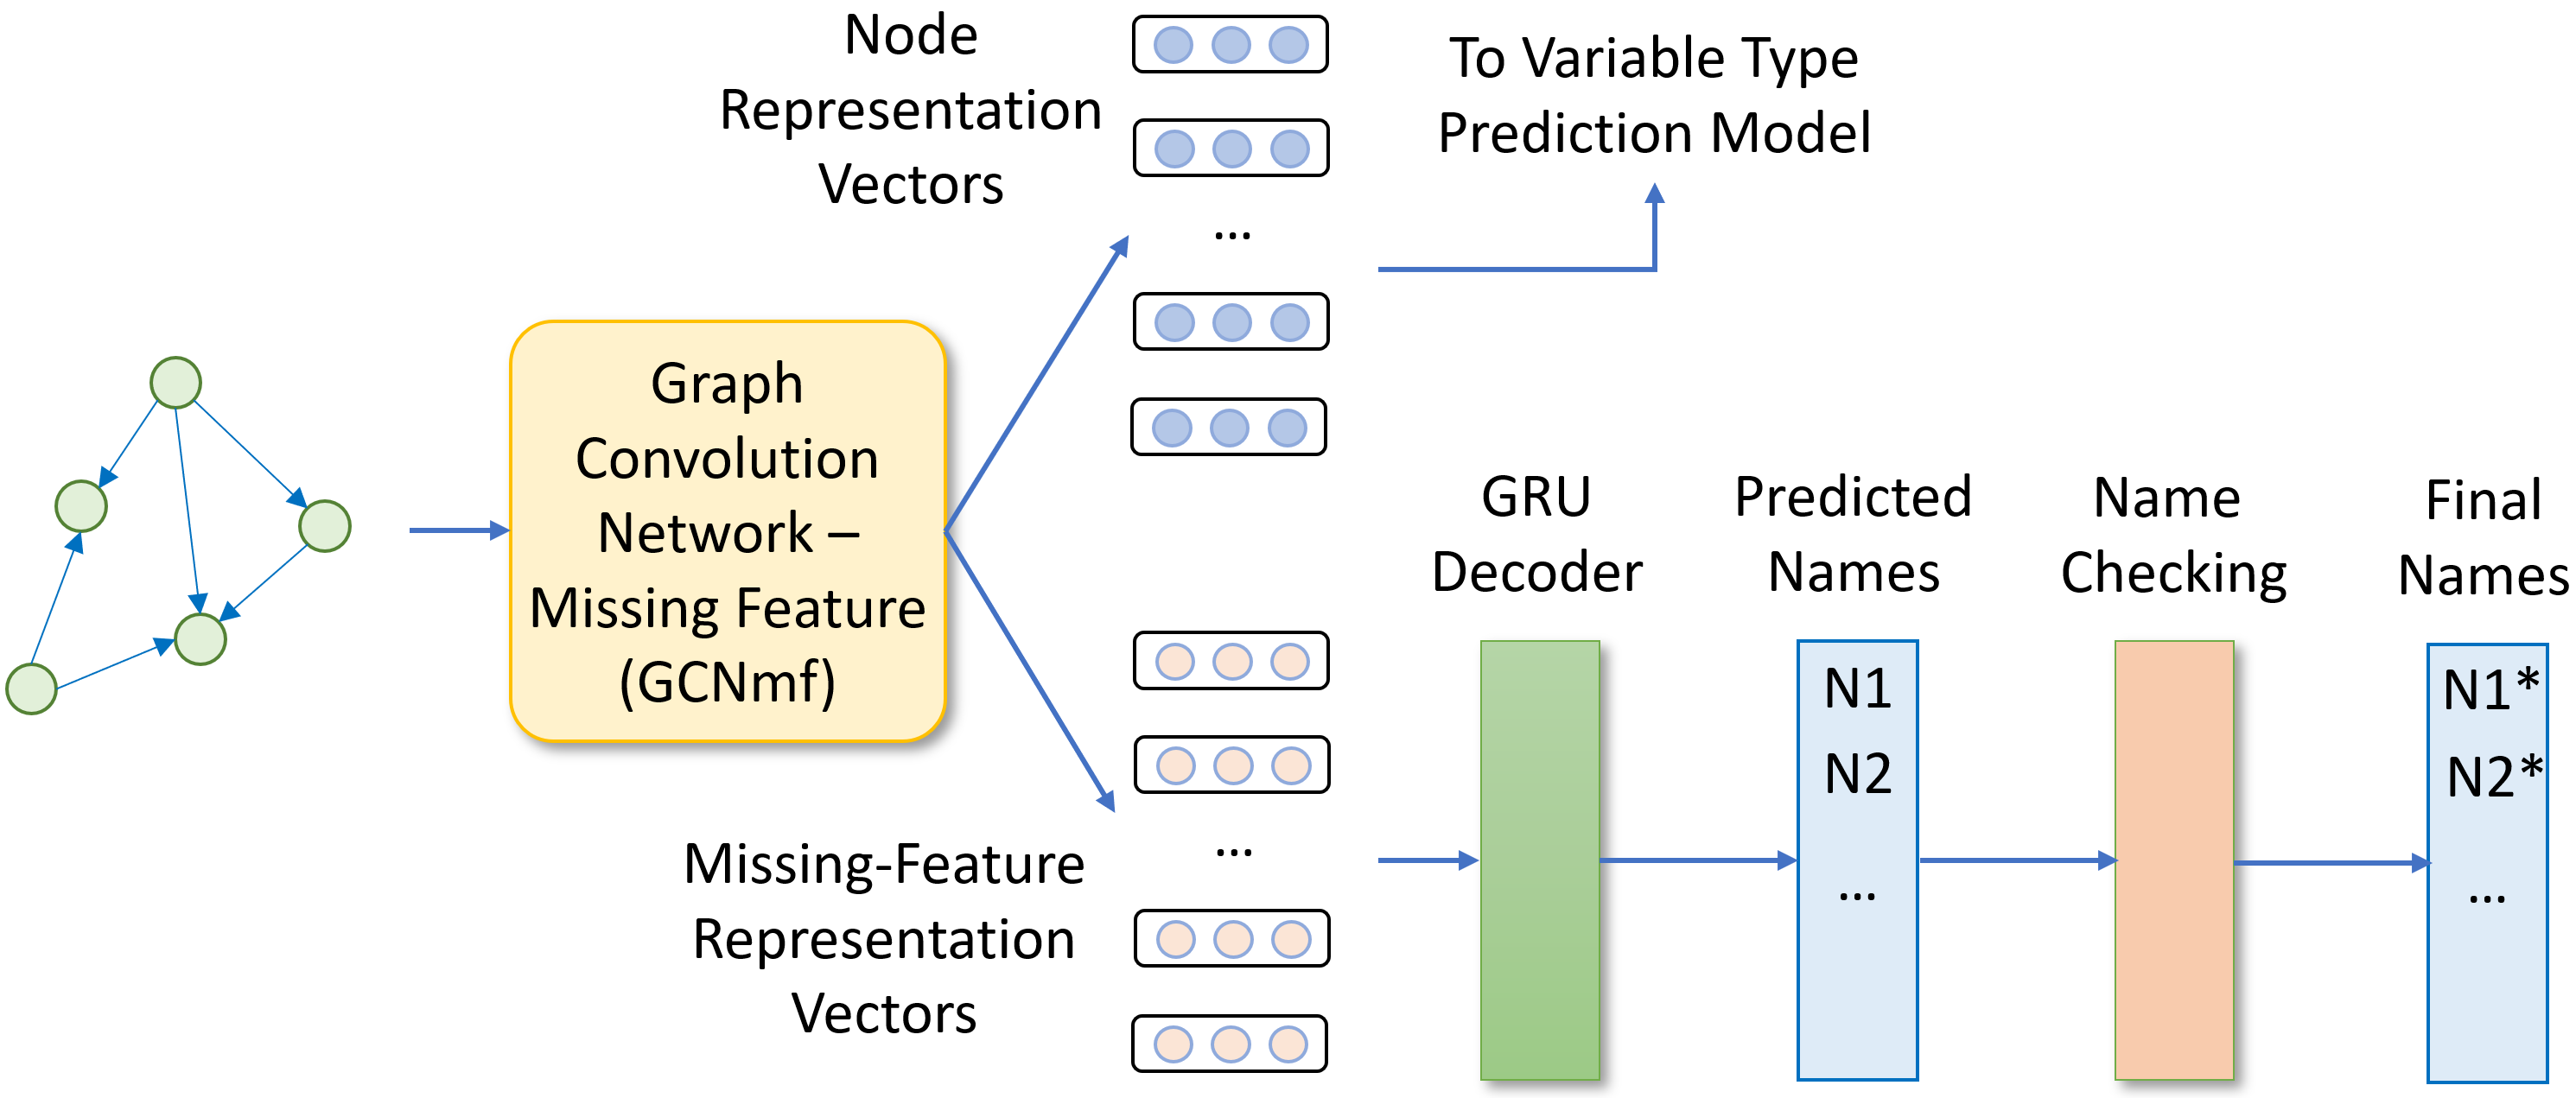 Node
Representation
Vectors
...
To Variable Type
Prediction Model
Graph
Convolution
Network –
Missing Feature
(GCNmf)
Missing-Feature
Representation
Vectors
...
GRU
Decoder
Predicted
Names
N1
N2
...
Name
Checking
Final
Names
N1*
N2*
...